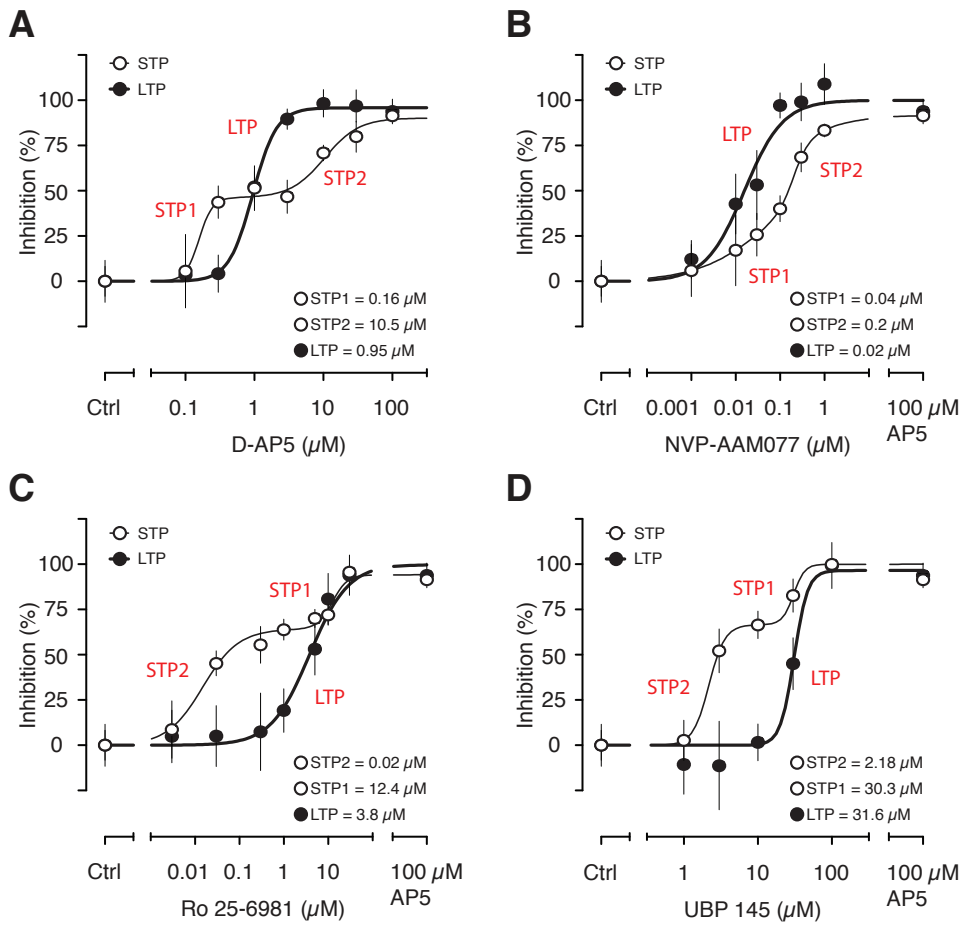 A
STP
LTP
Inhibition (%)
100
75
50
25
0
LTP
STP1
STP2
STP1 = 0.16 µM
STP2 = 10.5 µM
LTP = 0.95 µM
Ctrl
0.1
1
10
100
D-AP5 (µM)
B
STP
LTP
Inhibition (%)
100
75
50
25
0
LTP
STP2
STP1
STP1 = 0.04 µM
STP2 = 0.2 µM
LTP = 0.02 µM
Ctrl
0.001
0.01
0.1
1
100 µM
AP5
NVP-AAM077 (µM)
C
STP
LTP
Inhibition (%)
100
75
50
25
0
STP1
STP2
LTP
STP2 = 0.02 µM
STP1 = 12.4 µM
LTP = 3.8 µM
Ctrl
0.01
0.1
1
10
100 µM
AP5
Ro 25-6981 (µM)
D
STP
LTP
Inhibition (%)
100
75
50
25
0
STP1
STP2
LTP
STP2 = 2.18 µM
STP1 = 30.3 µM
LTP = 31.6 µM
Ctrl
1
10
100
100 µM
AP5
UBP 145 (µM)